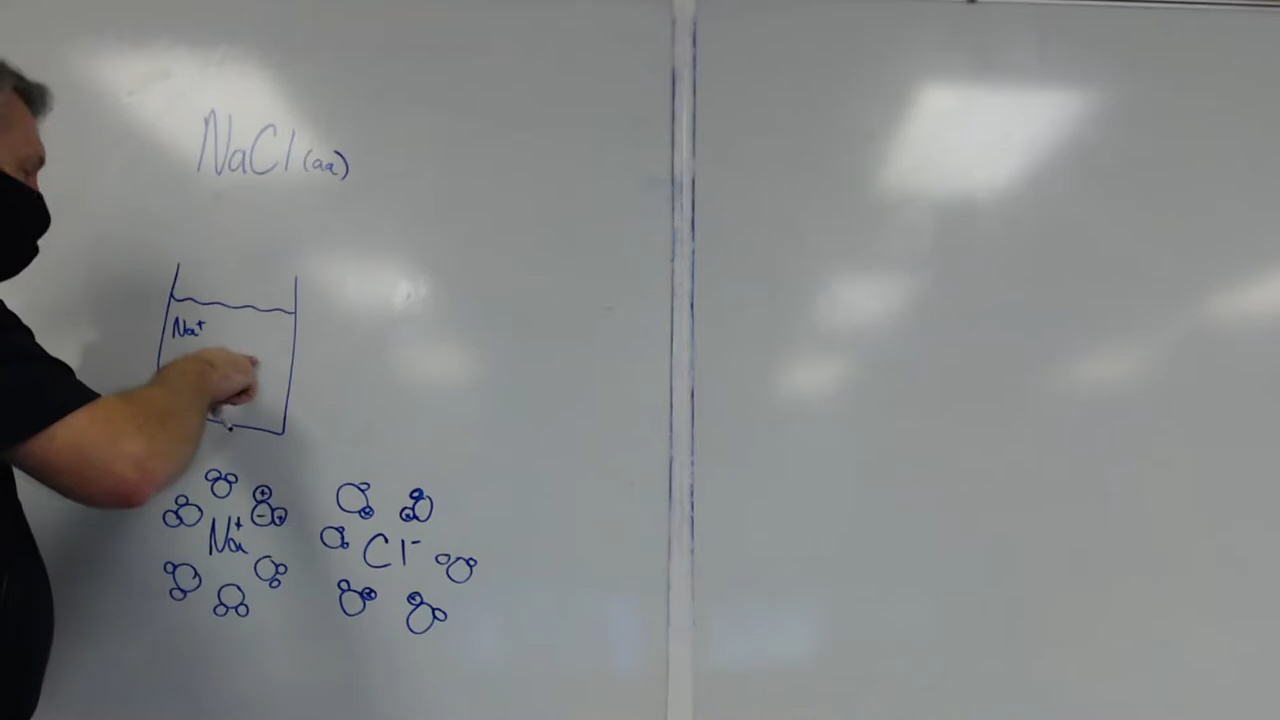 NaCl(aq)
Na+
+
- +
Na+
Cl-